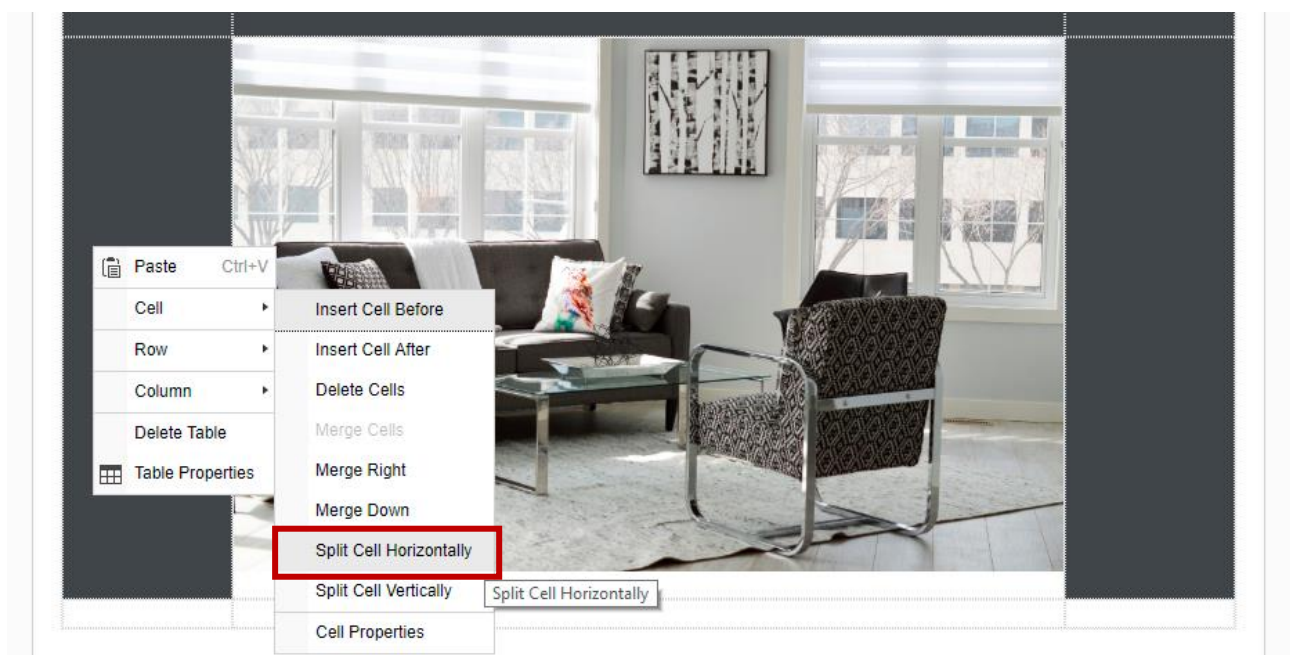 Paste Ctrl+V
Cell
Row
Column
Delete Table
Table Properties
Insert Cell Before
Insert Cell After
Delete Cells
Merge Cells
Merge Right
Merge Down
Split Cell Horizontally
Split Cell Vertically
Cell Properties
Split Cell Horizontally